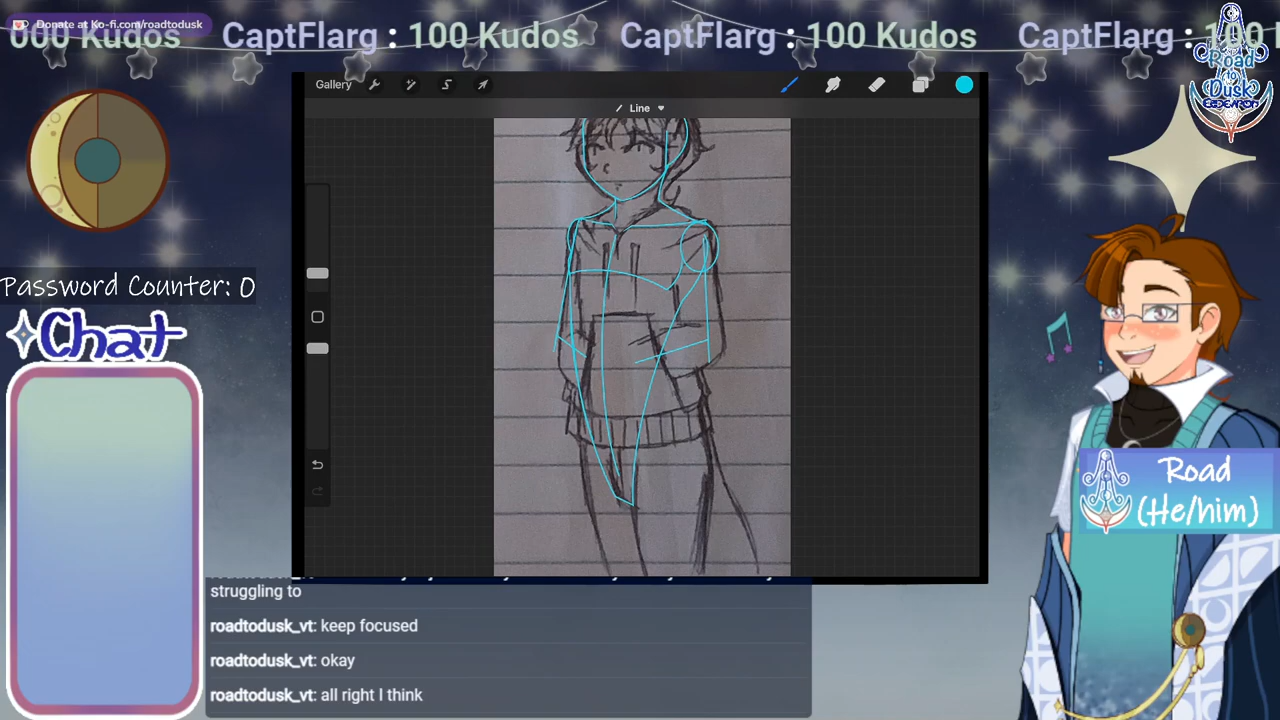 Donate at Ko-fi.com/roadtodusk
000 Kudos CaptFlarg : 100 Kudos CaptFlarg : 100 Kudos CaptFlarg : 100
Road
to
Dusk
Gallery
Line
Password Counter: 0
Chat
Road
(He/him)
struggling to
roadtodusk_vt: keep focused
roadtodusk_vt: okay
roadtodusk_vt: all right I think